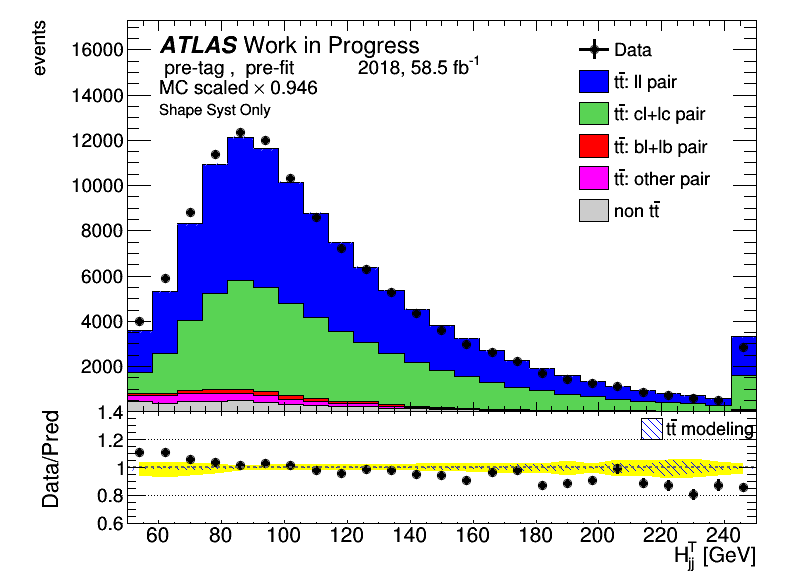 events
16000
14000
12000
10000
8000
6000
4000
2000
ATLAS Work in Progress
pre-tag , pre-fit 2018, 58.5 fb⁻¹
MC scaled × 0.946
Shape Syst Only
Data
tt̄: ll pair
tt̄: cl+lc pair
tt̄: bl+lb pair
tt̄: other pair
non tt̄
Data/Pred
1.4
1.2
1
0.8
0.6
tt̄ modeling
60 80 100 120 140 160 180 200 220 240
H_jj^T [GeV]